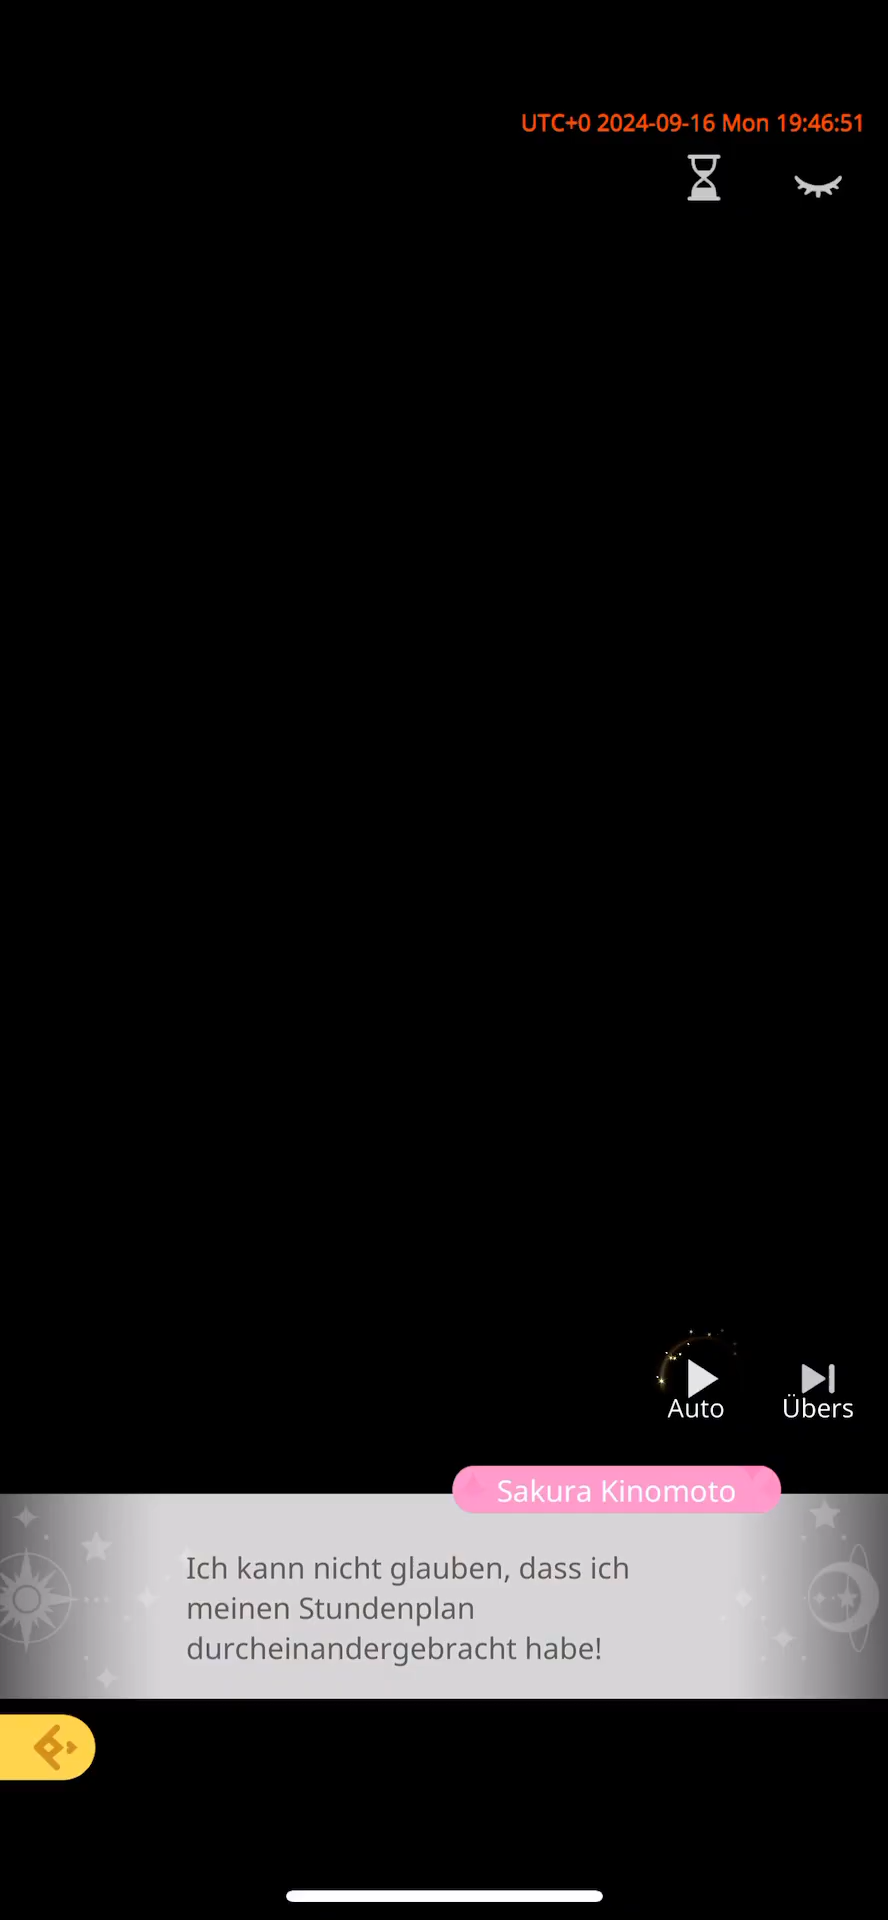 UTC+0 2024-09-16 Mon 19:46:51
Auto
Übers
Sakura Kinomoto
Ich kann nicht glauben, dass ich
meinen Stundenplan
durcheinandergebracht habe!